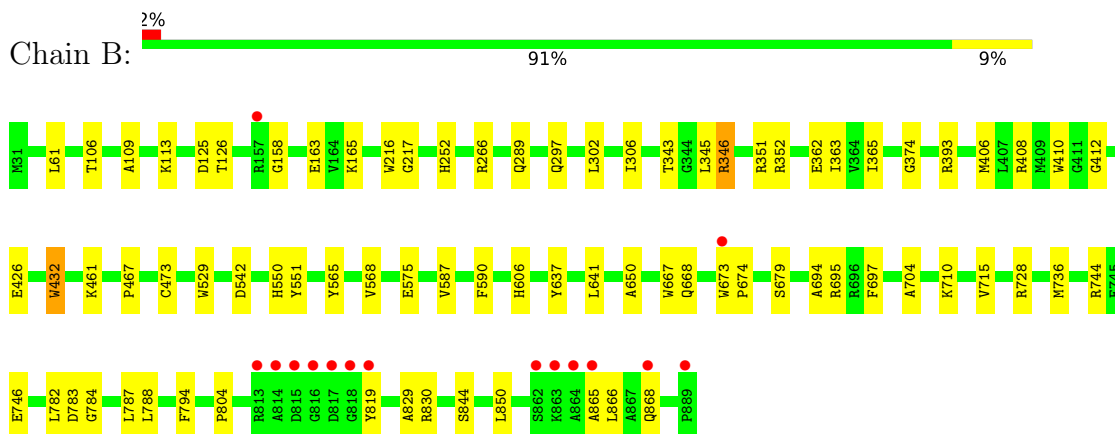 2%
Chain B:
91% 9%
M31 L61 T106 A109 K113 D125 T126 R157 G158 E163 V164 K165 W216 G217 H252 R266 Q289 Q297 L302 I306 T343 G344 L345 R346 R351 R352 E362 I363 V364 I365 G374 R393 M406 L407 R408 M409 W410 G411 G412
E426 W432 K461 P467 C473 W529 D542 H550 Y551 Y565 V568 E575 V587 F590 H606 Y637 L641 A650 W667 Q668 W673 P674 S679 A694 R695 R696 F697 A704 K710 V715 R728 M736 R744 E745
E746 L782 D783 G784 L787 L788 F794 P804 R813 A814 D815 G816 D817 G818 Y819 A829 R830 S844 L850 S862 K863 A864 A865 L866 A867 Q868 P889